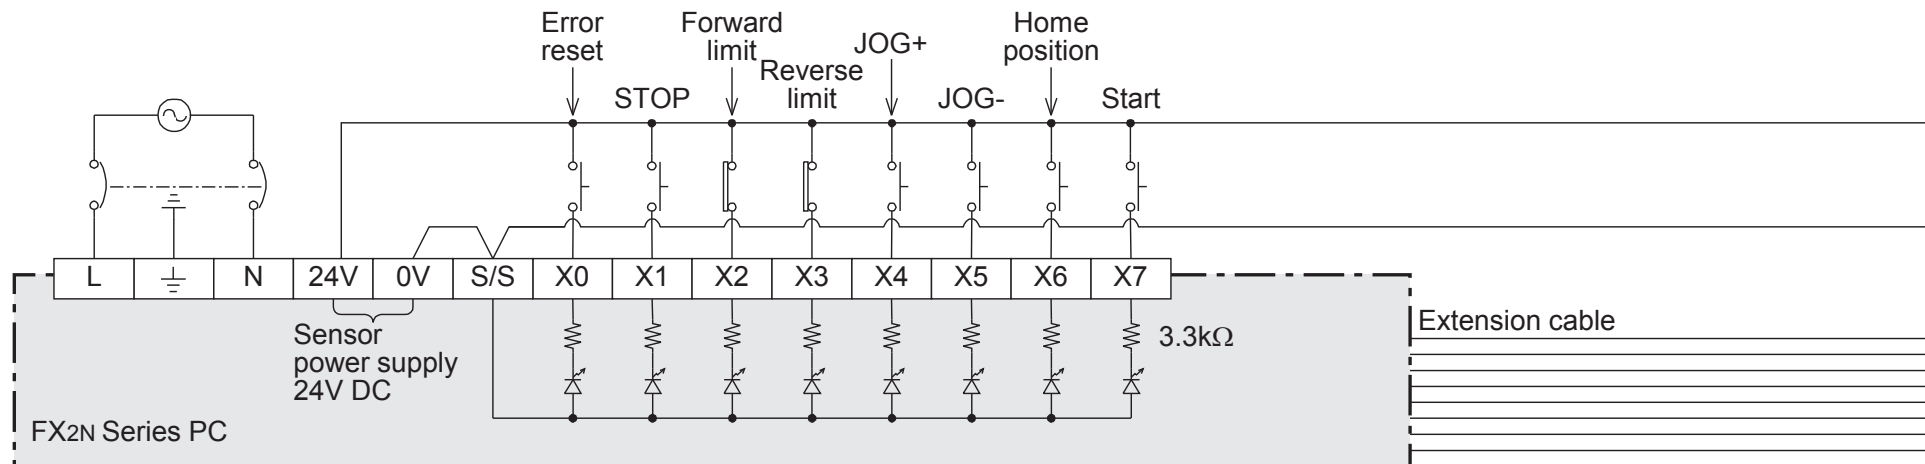 Error
reset
Forward
limit
JOG+
Home
position
STOP
Reverse
limit
JOG-
Start
L
N
24V
0V
S/S
X0
X1
X2
X3
X4
X5
X6
X7
Sensor
power supply
24V DC
3.3kΩ
Extension cable
FX2N Series PC